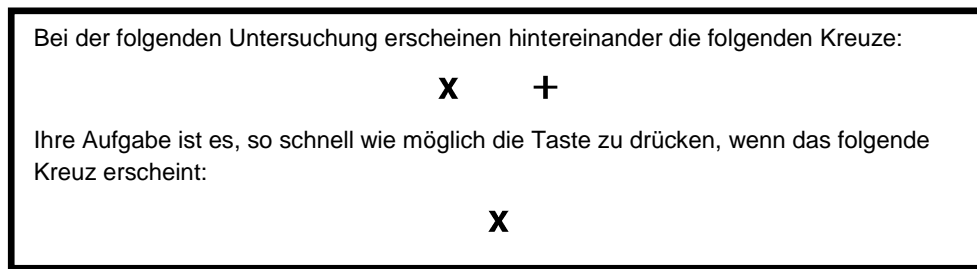 Bei der folgenden Untersuchung erscheinen hintereinander die folgenden Kreuze:
x +
Ihre Aufgabe ist es, so schnell wie möglich die Taste zu drücken, wenn das folgende
Kreuz erscheint:
x